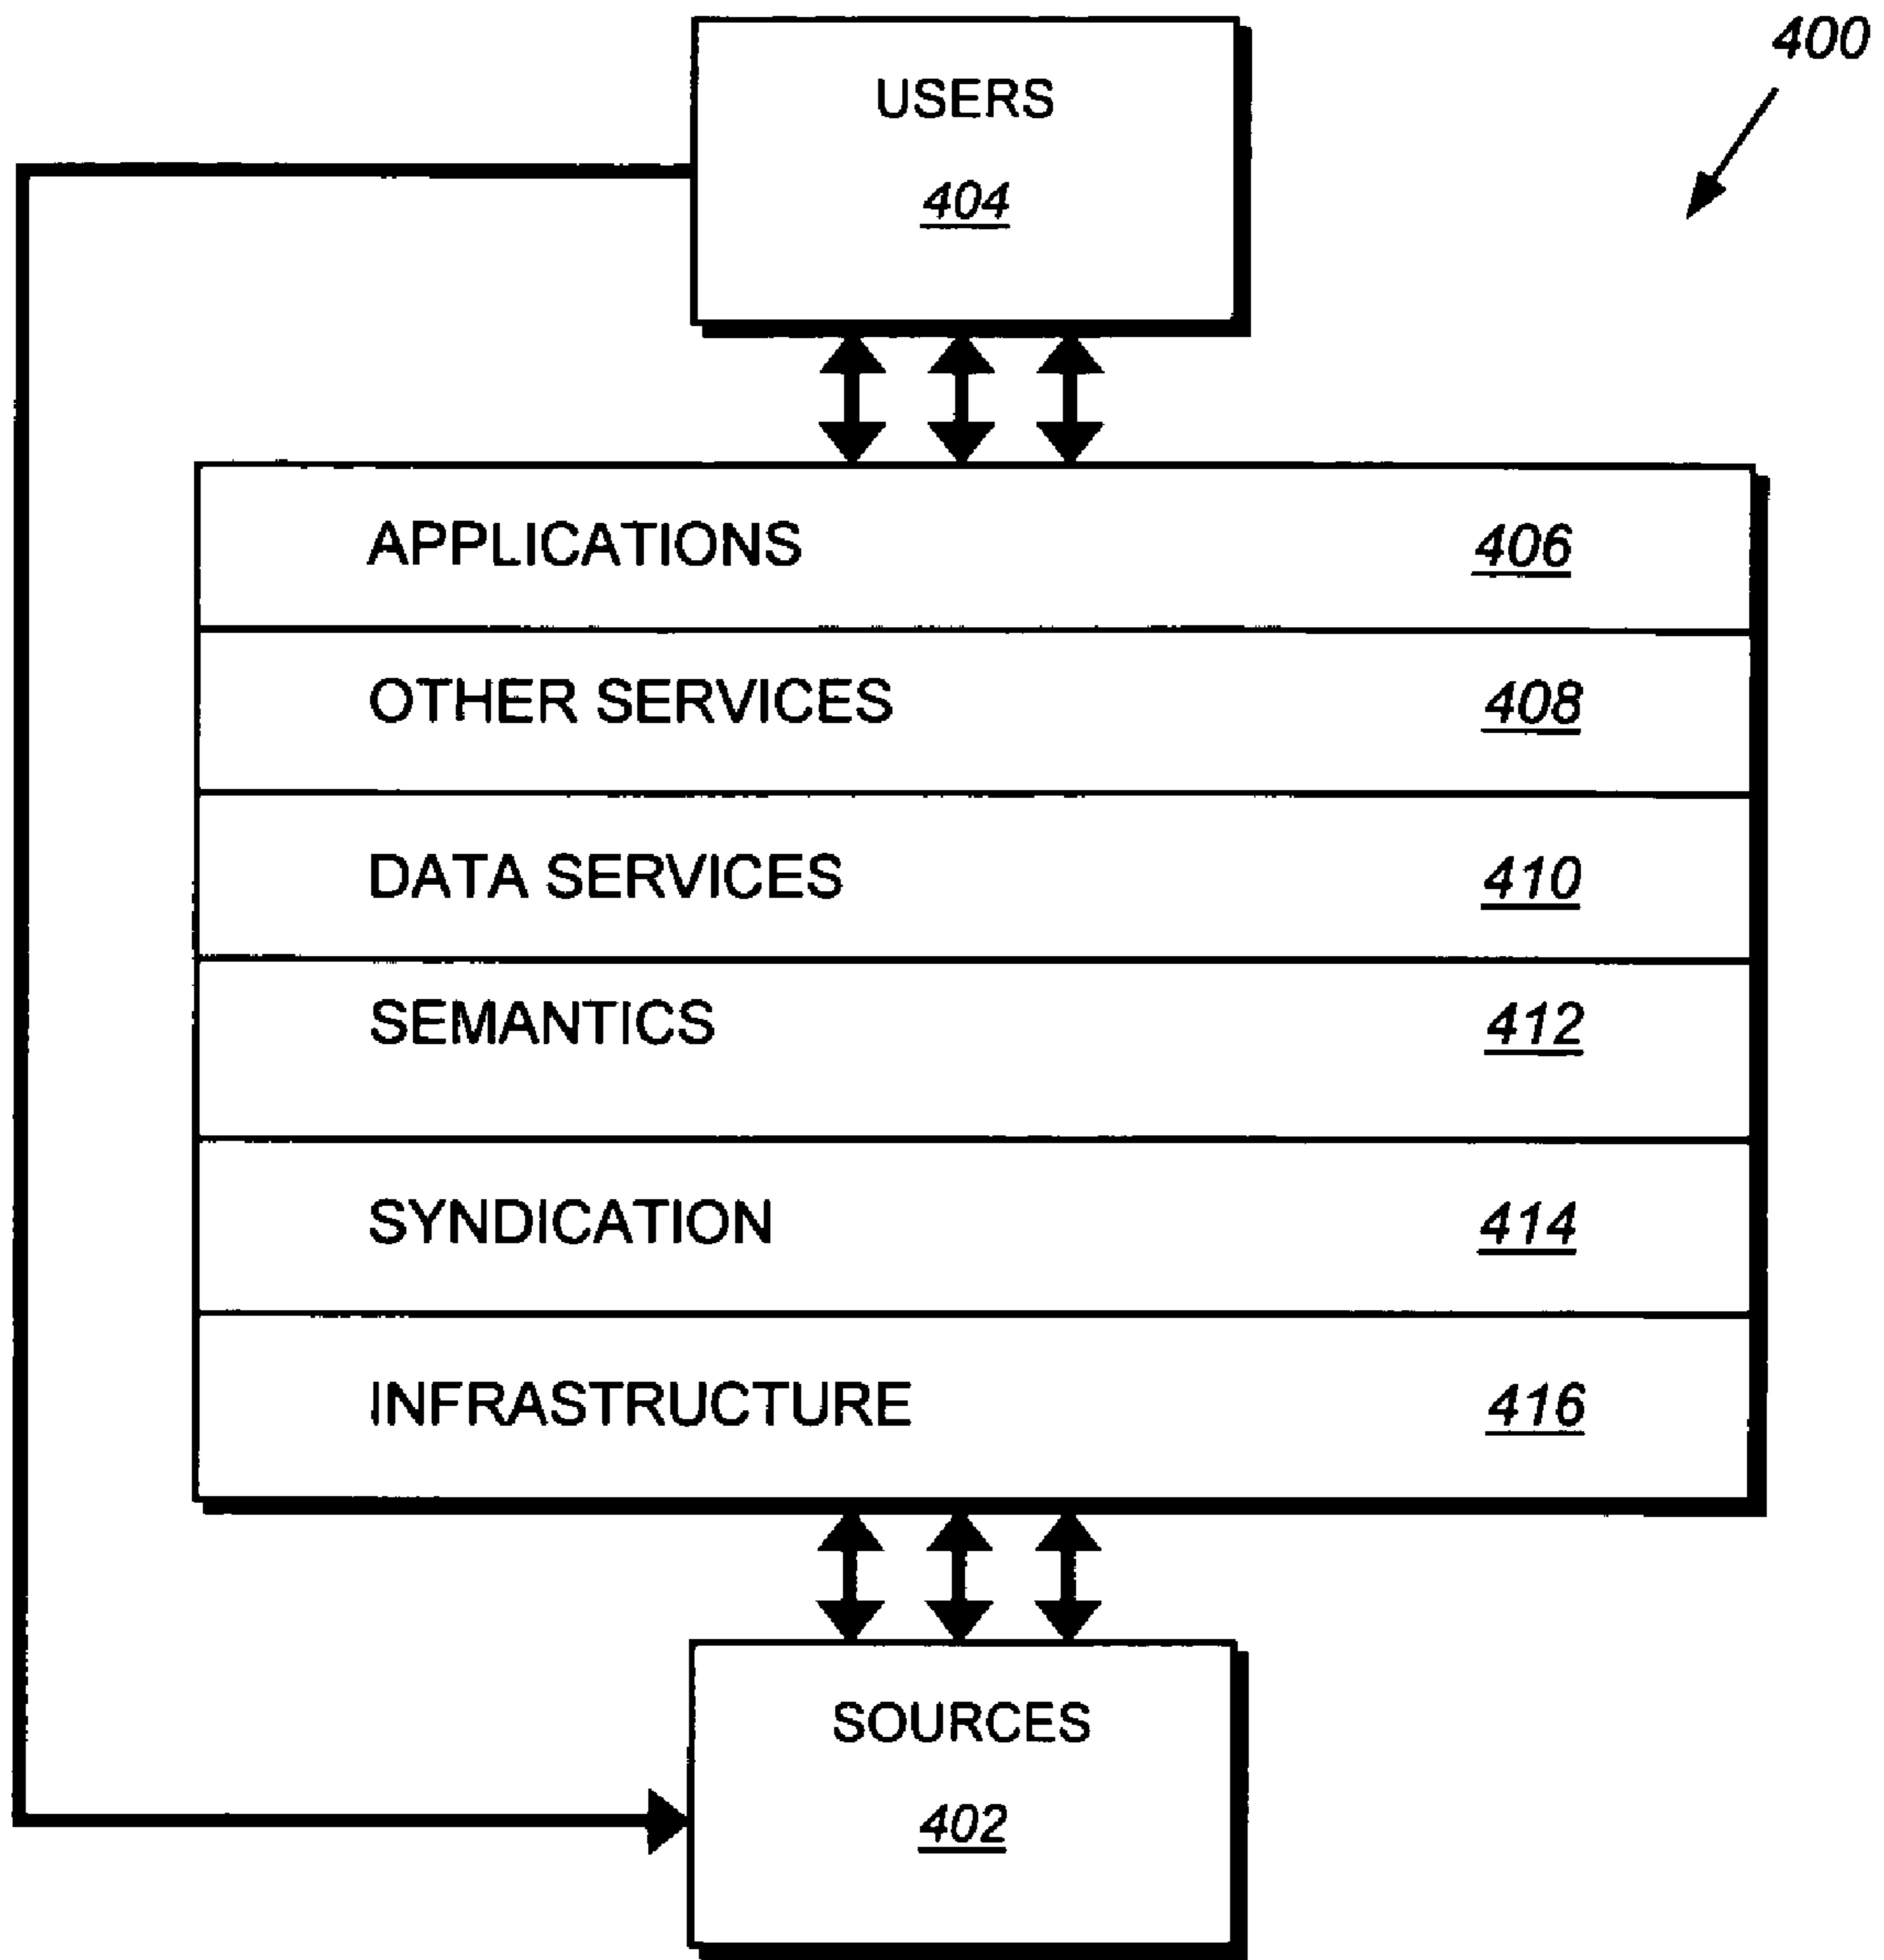 400
USERS
404
APPLICATIONS 406
OTHER SERVICES 408
DATA SERVICES 410
SEMANTICS 412
SYNDICATION 414
INFRASTRUCTURE 416
SOURCES
402